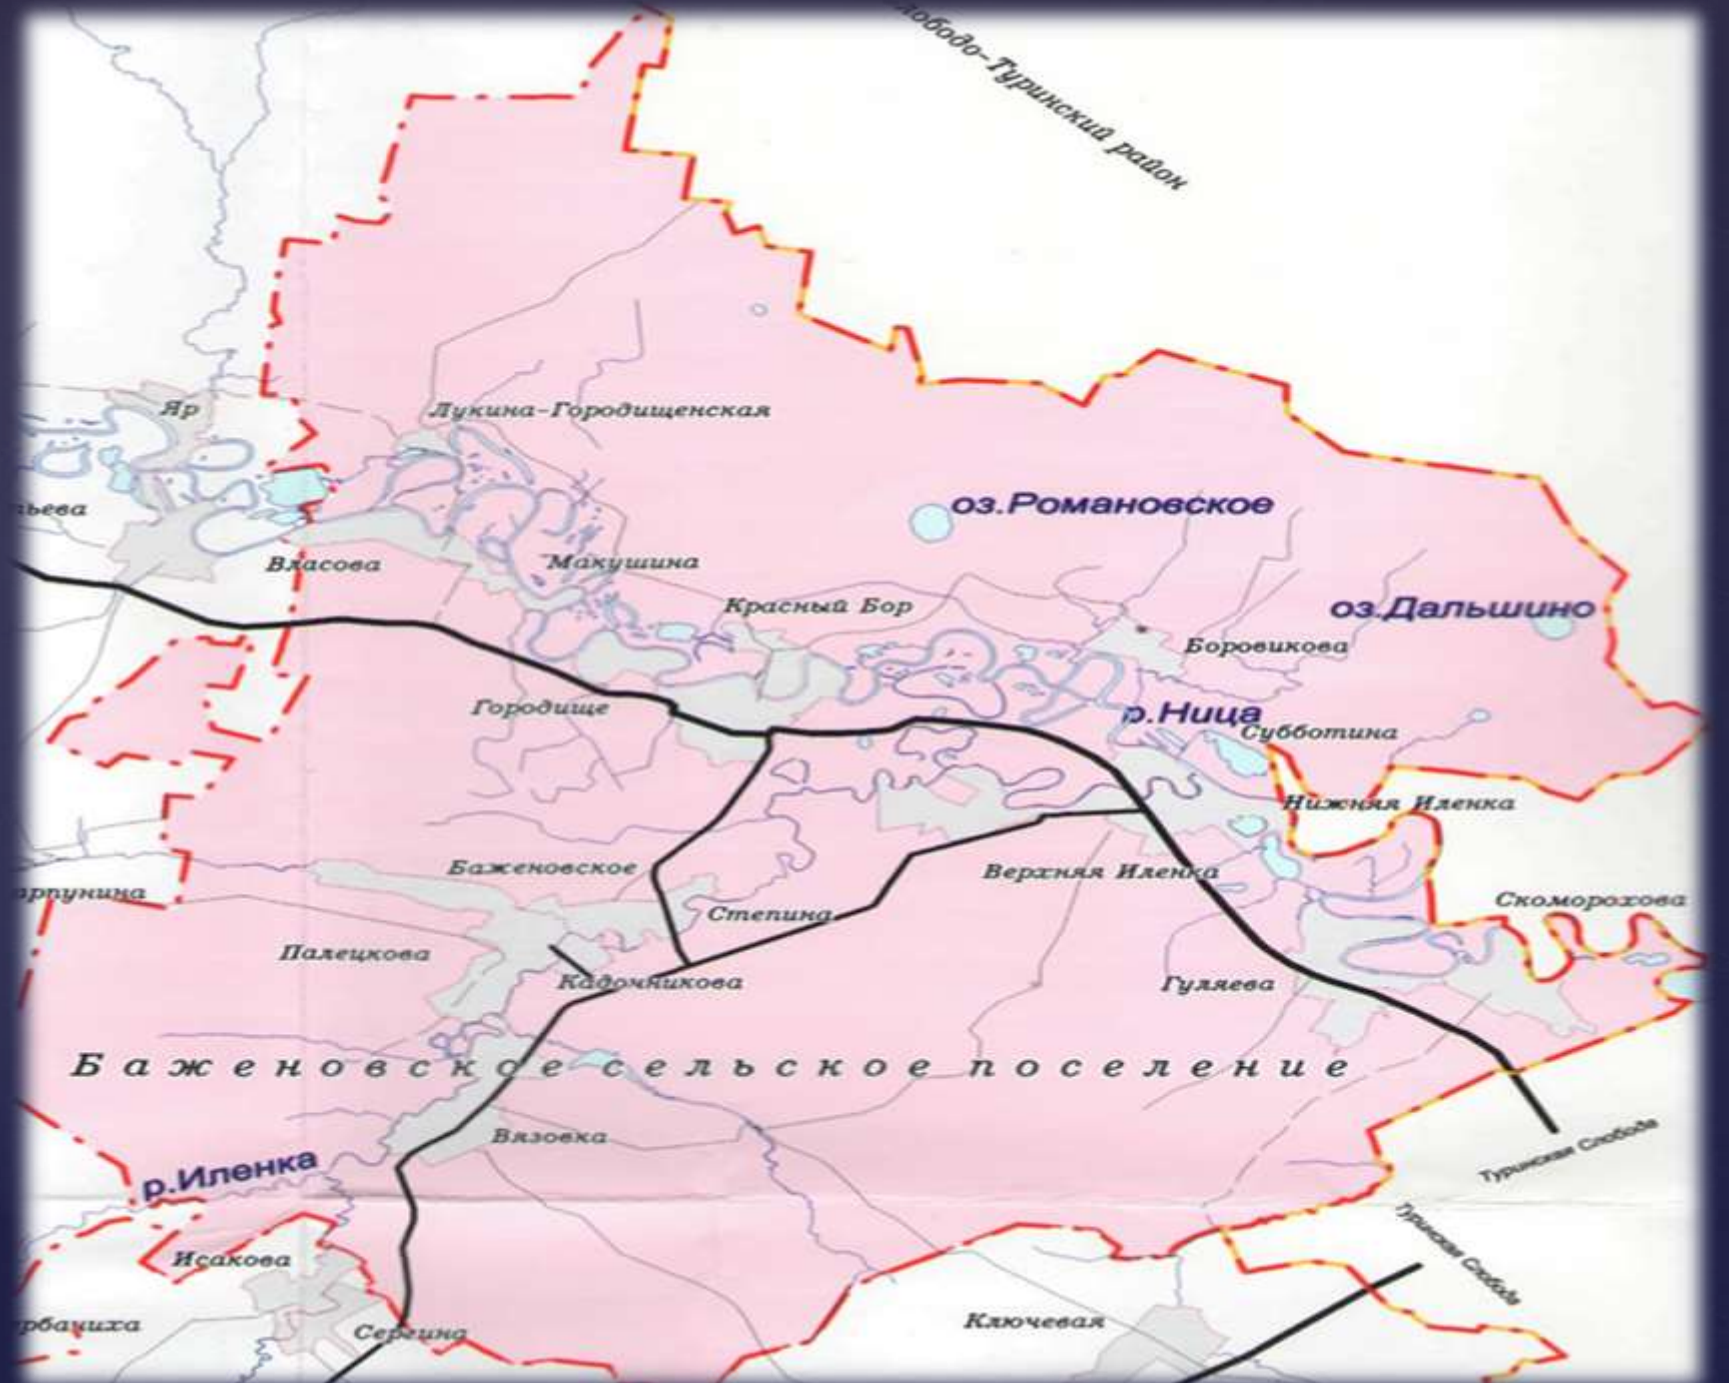 Слободо-Туринский район
Яр
Лукина-Городищенская
оз.Романовское
Власова
Макушина
Красный Бор
оз.Дальшино
Боровикова
Городище
р.Ница
Субботина
Нижняя Иленка
Баженовское
Верхняя Иленка
Скоморохова
Степина
Палецкова
Кадочникова
Гуляева
Баженовское сельское поселение
Вязовка
Туринская Слобода
р.Иленка
Туринская Слобода
Исакова
Ключевая
Сергина